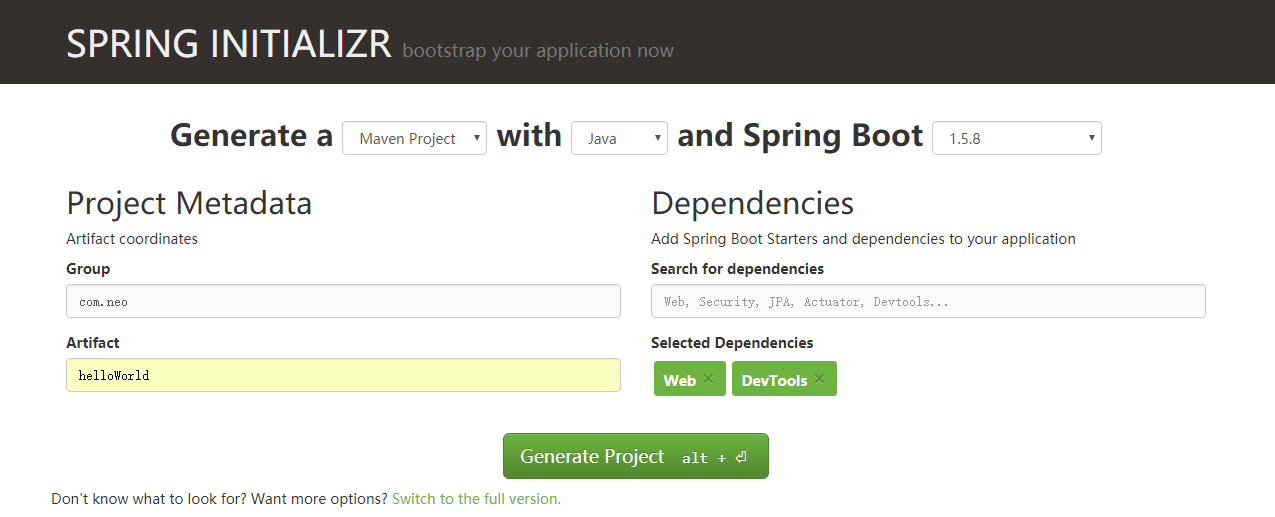 SPRING INITIALIZR bootstrap your application now
Generate a Maven Project with Java and Spring Boot 1.5.8
Project Metadata
Artifact coordinates
Group
com.neo
Artifact
helloWorld
Dependencies
Add Spring Boot Starters and dependencies to your application
Search for dependencies
Web, Security, JPA, Actuator, Devtools...
Selected Dependencies
Web × DevTools ×
Generate Project alt + ⏎
Don't know what to look for? Want more options? Switch to the full version.